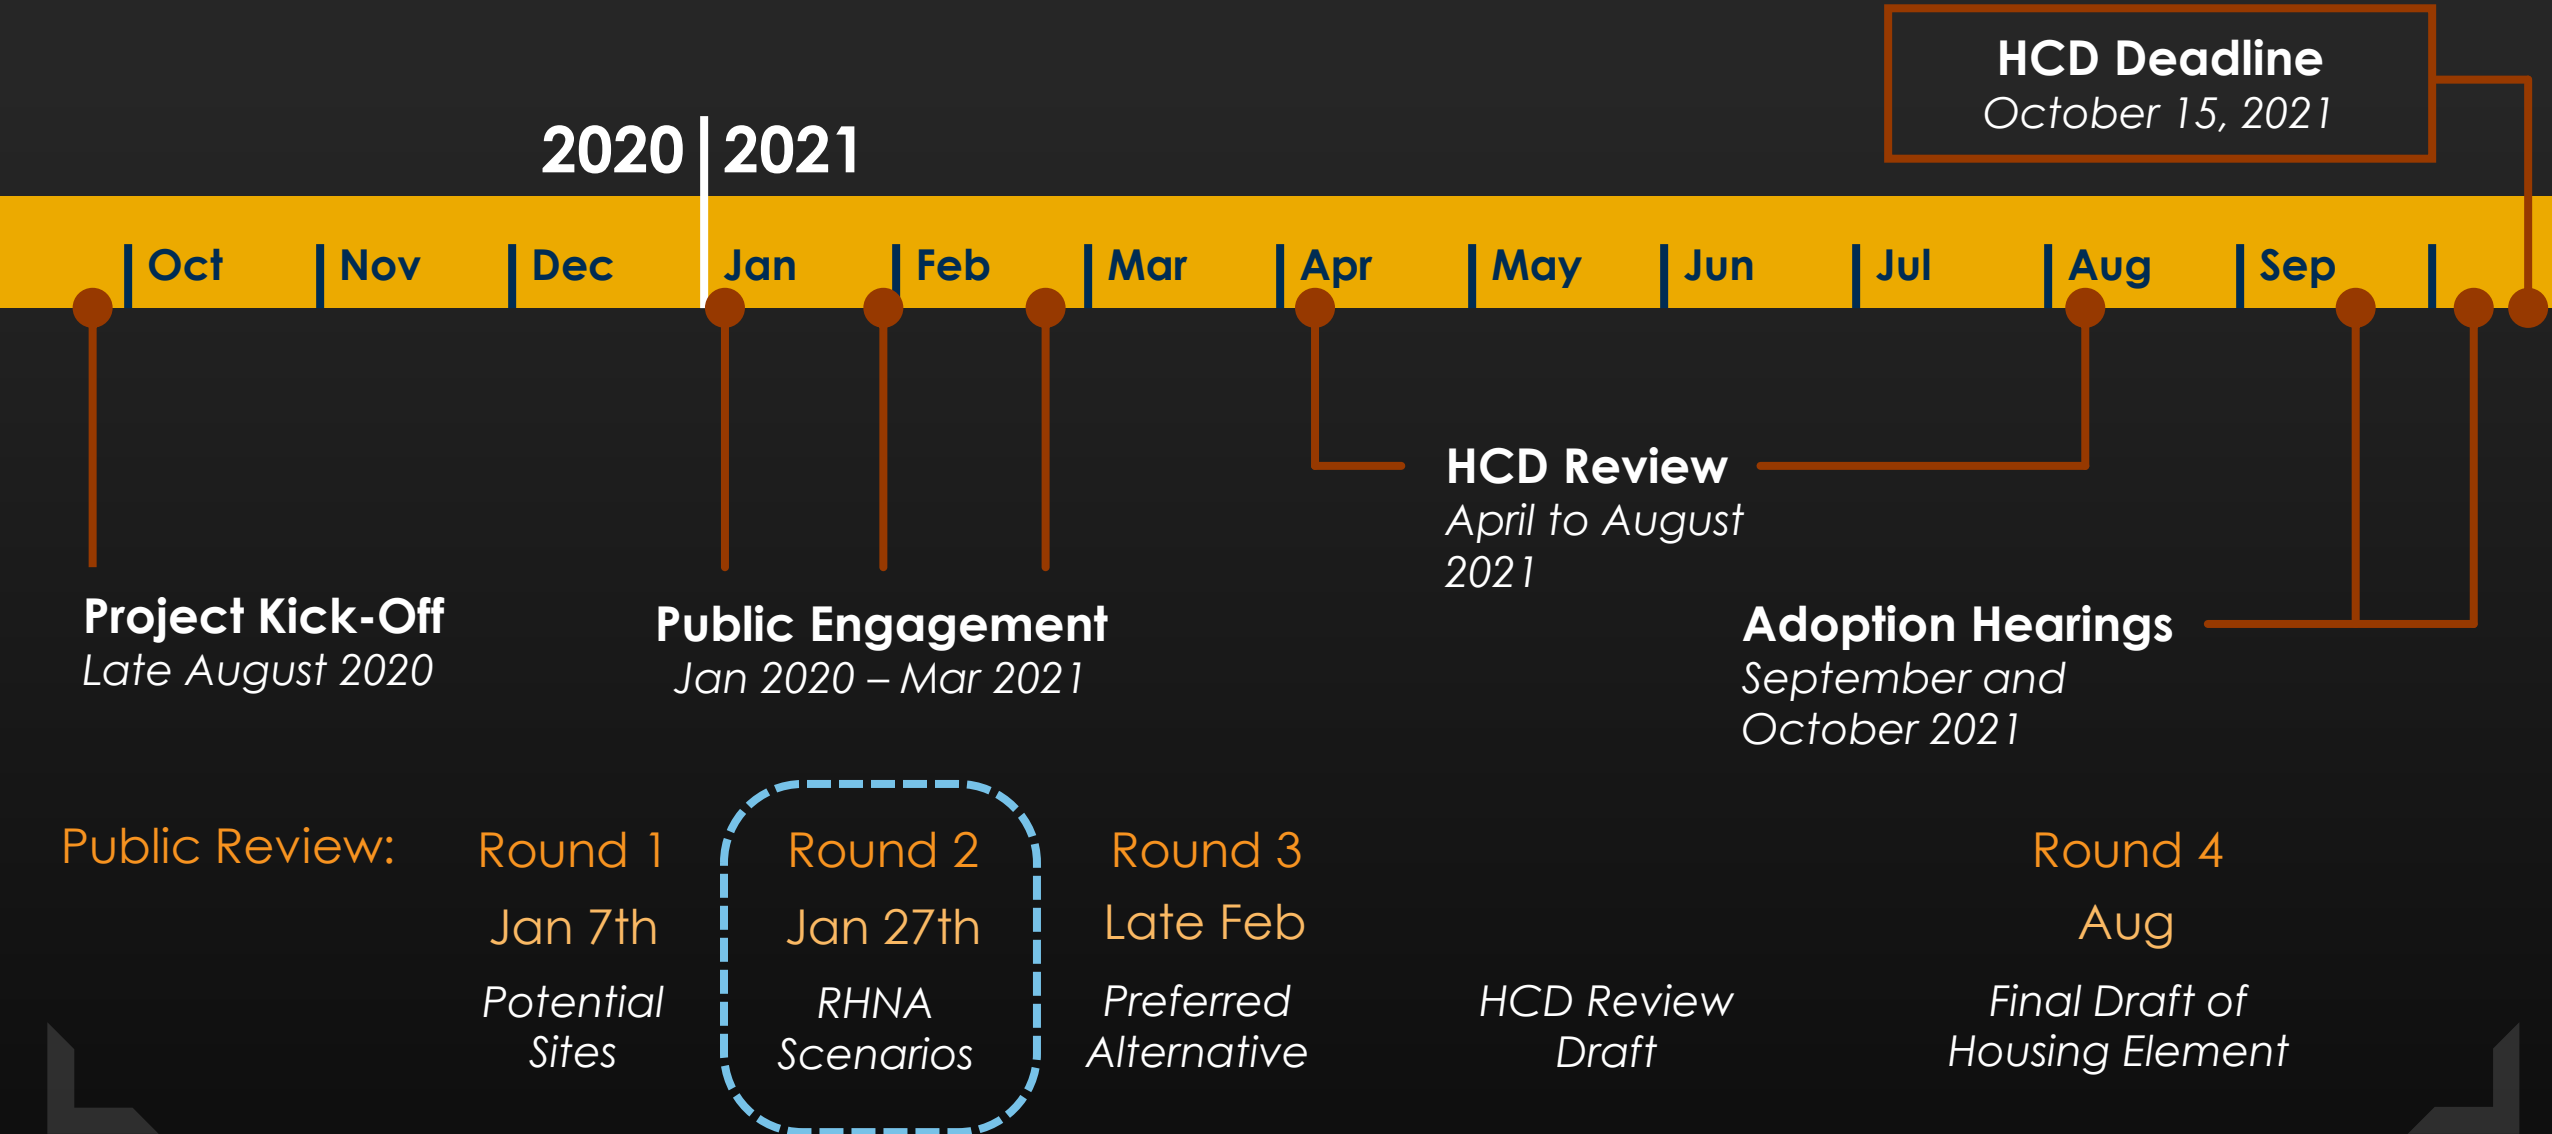 HCD Deadline
October 15, 2021
2020 2021
Oct Nov Dec Jan Feb Mar Apr May Jun Jul Aug Sep
HCD Review
April to August
2021
Project Kick-Off
Late August 2020
Public Engagement
Jan 2020 – Mar 2021
Adoption Hearings
September and
October 2021
Public Review:
Round 1
Jan 7th
Potential
Sites
Round 2
Jan 27th
RHNA
Scenarios
Round 3
Late Feb
Preferred
Alternative
HCD Review
Draft
Round 4
Aug
Final Draft of
Housing Element